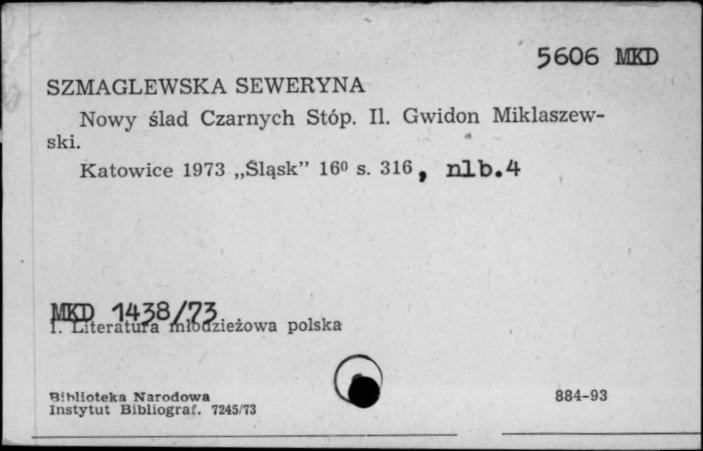 5606 MKD
SZMAGLEWSKA SEWERYNA
Nowy ślad Czarnych Stóp. Il. Gwidon Miklaszew-
ski.
Katowice 1973 „Śląsk” 16⁰ s. 316, nlb.4
MKD 1438/73
1. Literatura młodzieżowa polska
Biblioteka Narodowa
Instytut Bibliograf. 7245/73
884-93